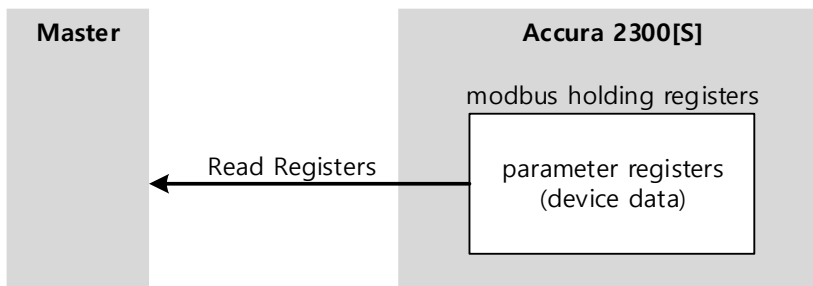 Master
Accura 2300[S]
modbus holding registers
Read Registers
parameter registers
(device data)